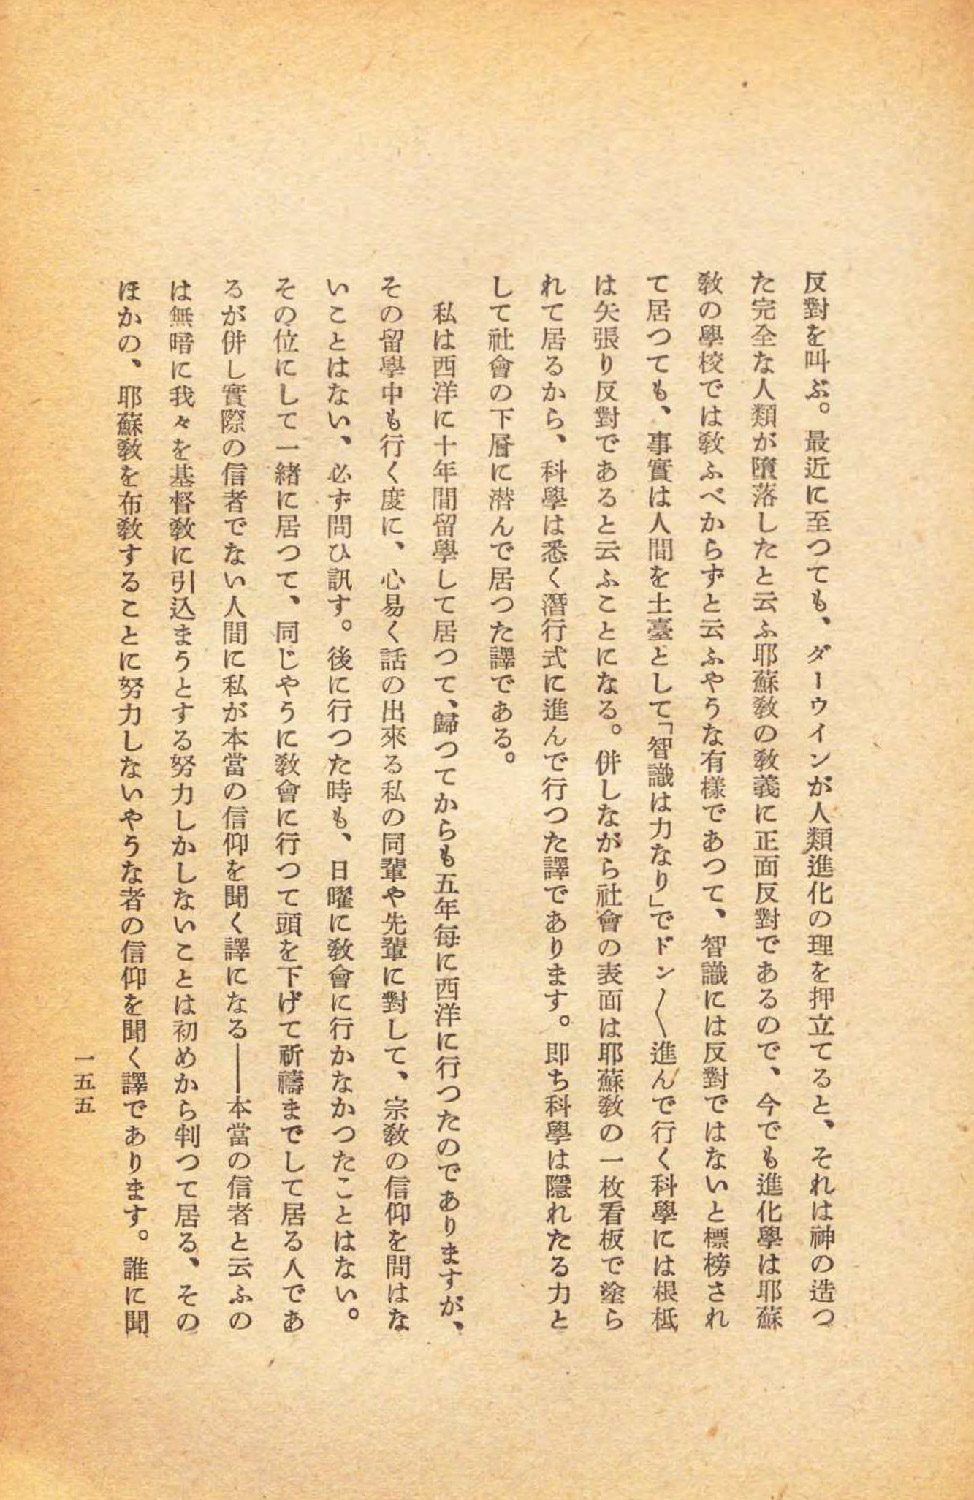 反對を叫ぶ。最近に至つても、ダーウインが人類進化の理を押立てると、それは神の造つ
た完全な人類が墮落したと云ふ耶蘇敎の敎義に正面反對であるので、今でも進化學は耶蘇
敎の學校では敎ふべからずと云ふやうな有樣であつて、智識には反對ではないと標榜され
て居つても、事實は人間を土臺として「智識は力なり」でドン〳〵進んで行く科學には根柢
は矢張り反對であると云ふことになる。併しながら社會の表面は耶蘇敎の一枚看板で塗ら
れて居るから、科學は悉く潛行式に進んで行つた譯であります。卽ち科學は隱れたる力と
して社會の下層に潜んで居つた譯である。
私は西洋に十年間留學して居つて、歸つてからも五年每に西洋に行つたのでありますが、
その留學中も行く度に、心易く話の出來る私の同輩や先輩に對して、宗敎の信仰を問はな
いことはない、必ず問ひ訊す。後に行つた時も、日曜に敎會に行かなかつたことはない。
その位にして一緖に居つて、同じやうに敎會に行つて頭を下げて祈禱までして居る人であ
るが併し實際の信者でない人間に私が本當の信仰を聞く譯になる――本當の信者と云ふの
は無暗に我々を基督敎に引込まうとする努力しかしないことは初めから判つて居る、その
ほかの、耶蘇敎を布敎することに努力しないやうな者の信仰を聞く譯であります。誰に聞
一五五